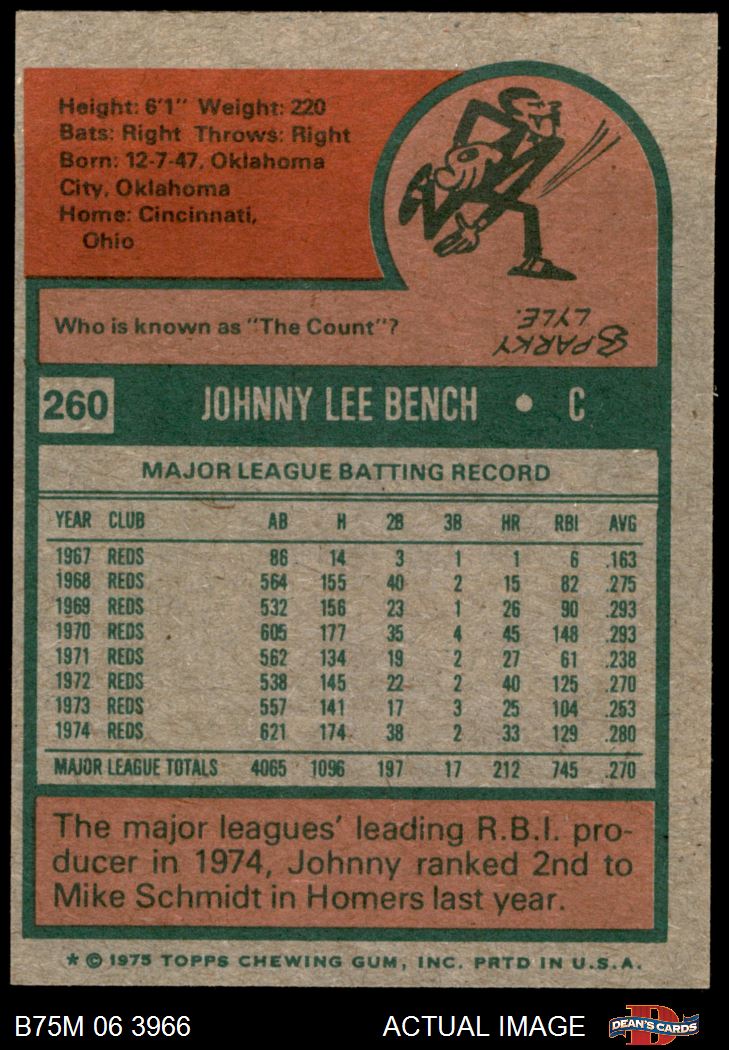 Height: 6'1" Weight: 220
Bats: Right Throws: Right
Born: 12-7-47, Oklahoma
City, Oklahoma
Home: Cincinnati,
Ohio
Who is known as "The Count"?
SPARKY
LYLE.
260 JOHNNY LEE BENCH • C
MAJOR LEAGUE BATTING RECORD
YEAR CLUB AB H 2B 3B HR RBI AVG
1967 REDS 86 14 3 1 1 6 .163
1968 REDS 564 155 40 2 15 82 .275
1969 REDS 532 156 23 1 26 90 .293
1970 REDS 605 177 35 4 45 148 .293
1971 REDS 562 134 19 2 27 61 .238
1972 REDS 538 145 22 2 40 125 .270
1973 REDS 557 141 17 3 25 104 .253
1974 REDS 621 174 38 2 33 129 .280
MAJOR LEAGUE TOTALS 4065 1096 197 17 212 745 .270
The major leagues' leading R.B.I. pro-
ducer in 1974, Johnny ranked 2nd to
Mike Schmidt in Homers last year.
* © 1975 TOPPS CHEWING GUM, INC. PRTD IN U.S.A.
B75M 06 3966 ACTUAL IMAGE DEAN'S CARDS